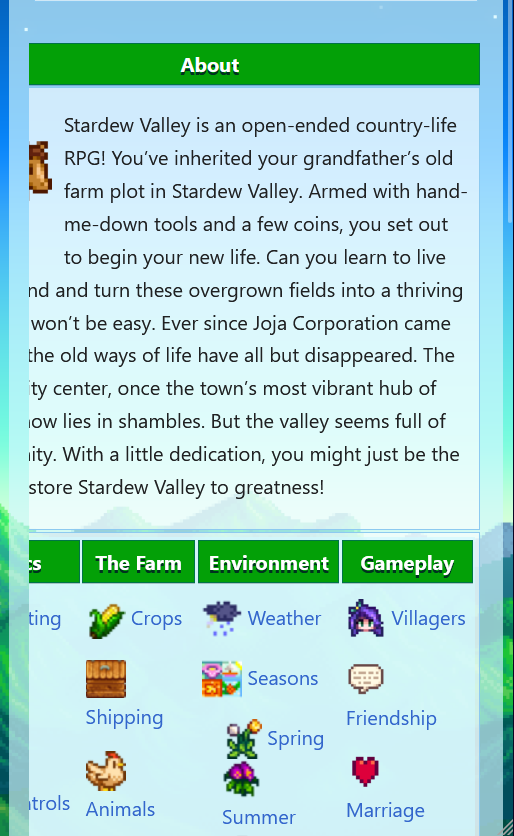 About
Stardew Valley is an open-ended country-life
RPG! You've inherited your grandfather's old
farm plot in Stardew Valley. Armed with hand-
me-down tools and a few coins, you set out
to begin your new life. Can you learn to live
nd and turn these overgrown fields into a thriving
won't be easy. Ever since Joja Corporation came
the old ways of life have all but disappeared. The
ity center, once the town's most vibrant hub of
now lies in shambles. But the valley seems full of
nity. With a little dedication, you might just be the
store Stardew Valley to greatness!
cs The Farm Environment Gameplay
ting Crops Weather Villagers
Shipping Seasons Friendship
Spring
trols Animals Summer Marriage